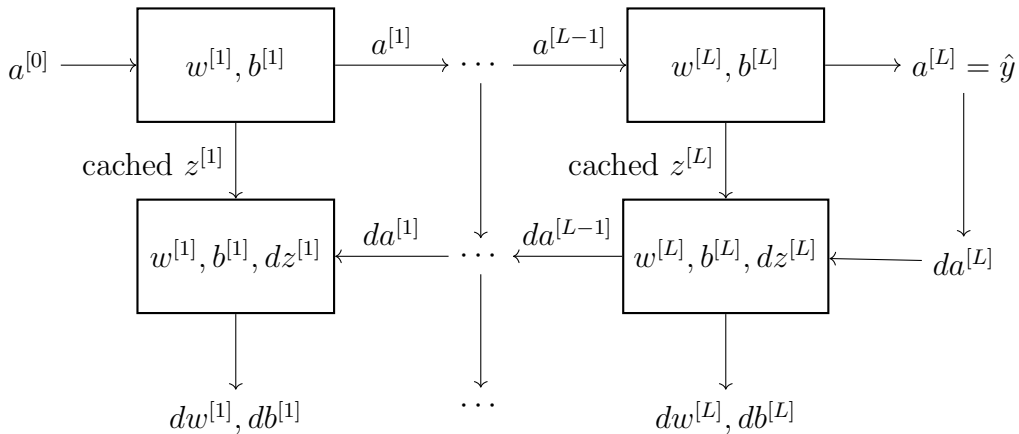 a^{[0]} w^{[1]}, b^{[1]} a^{[1]} ... a^{[L-1]} w^{[L]}, b^{[L]} a^{[L]} = ŷ
cached z^{[1]} cached z^{[L]}
w^{[1]}, b^{[1]}, dz^{[1]} da^{[1]} ... da^{[L-1]} w^{[L]}, b^{[L]}, dz^{[L]} da^{[L]}
dw^{[1]}, db^{[1]} ... dw^{[L]}, db^{[L]}